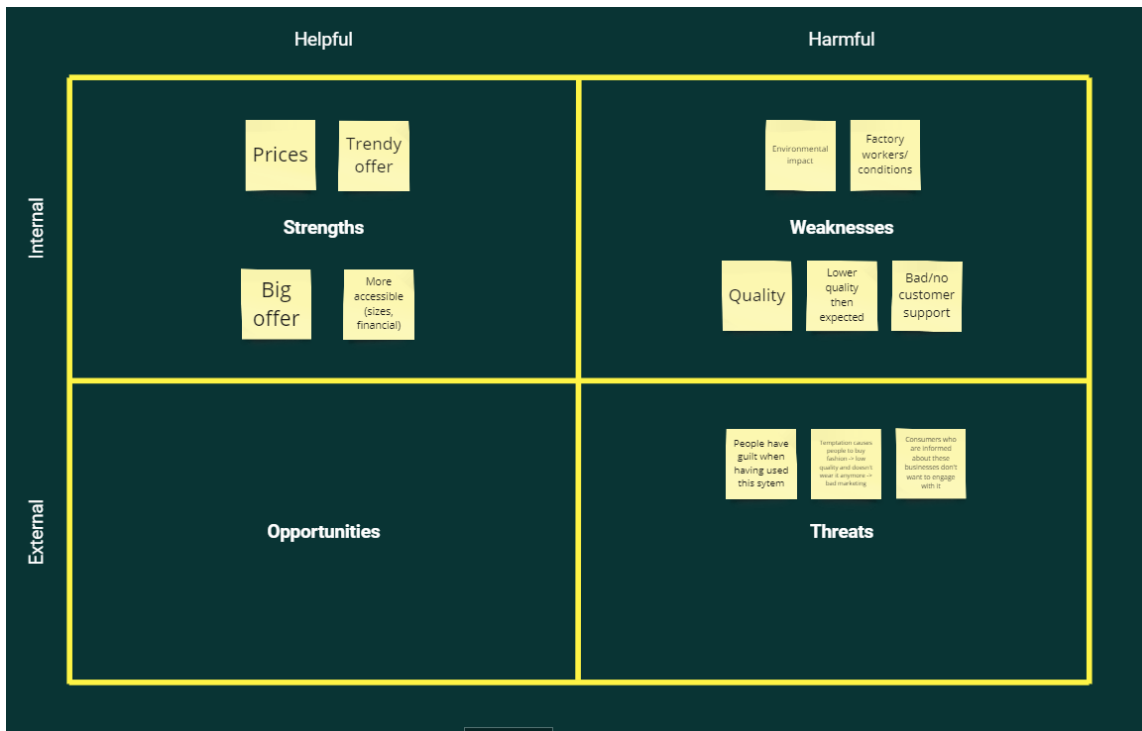 Helpful
Harmful
Internal
Prices
Trendy
offer
Strengths
Big
offer
More
accessible
(sizes,
financial)
Environmental
impact
Factory
workers/
conditions
Weaknesses
Quality
Lower
quality
then
expected
Bad/no
customer
support
External
Opportunities
People have
guilt when
having used
this sytem
Temptation causes
people to buy
fashion -> low
quality and doesn't
wear it anymore ->
bad marketing
Consumers who
are informed
about these
businesses don't
want to engage
with it
Threats